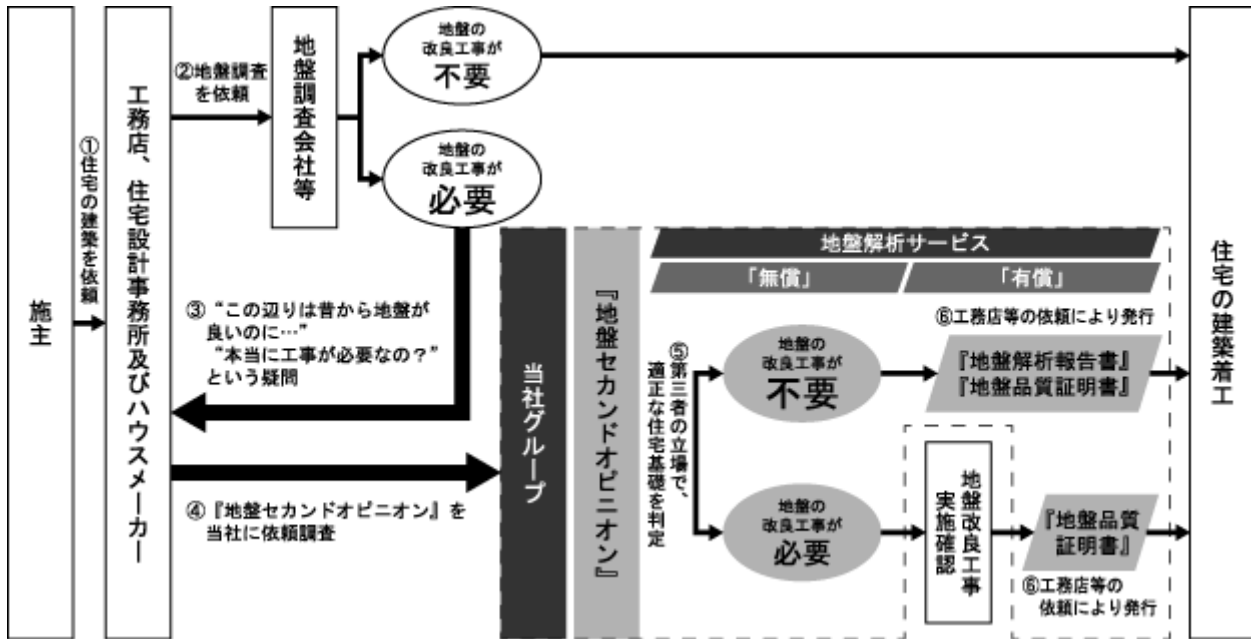 施主
①住宅の建築を依頼
工務店、住宅設計事務所及びハウスメーカー
②地盤調査
を依頼
地盤調査会社等
地盤の
改良工事が
不要
地盤の
改良工事が
必要
③“この辺りは昔から地盤が
良いのに…”
“本当に工事が必要なの？”
という疑問
④『地盤セカンドオピニオン』を
当社に依頼調査
当社グループ
『地盤セカンドオピニオン』
地盤解析サービス
「無償」
「有償」
⑤第三者の立場で、
適正な住宅基礎を判定
地盤の
改良工事が
不要
⑥工務店等の依頼により発行
『地盤解析報告書』
『地盤品質証明書』
地盤の
改良工事が
必要
地盤改良工事
実施確認
『地盤品質
証明書』
⑥工務店等の
依頼により発行
住宅の建築着工